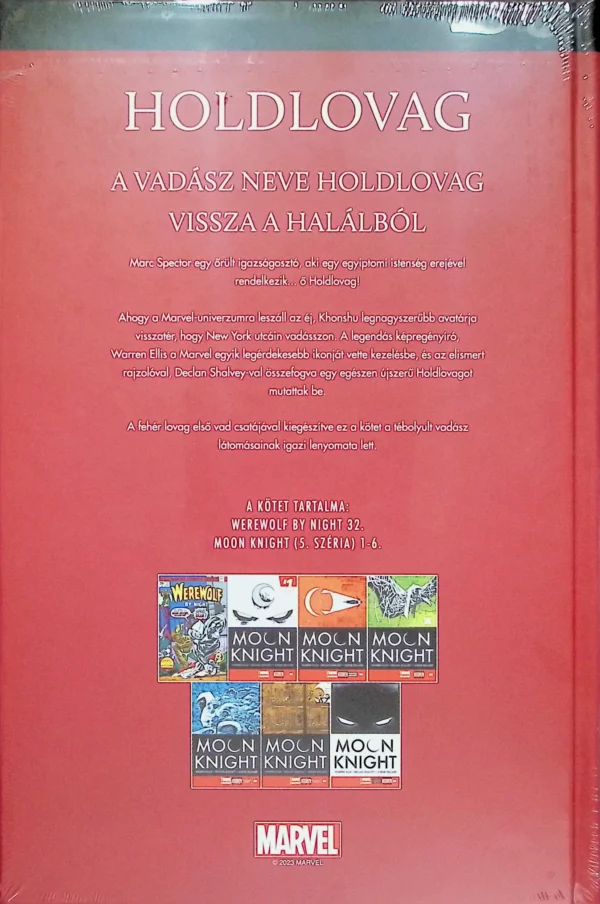 HOLDLOVAG
A VADÁSZ NEVE HOLDLOVAG
VISSZA A HALÁLBÓL
Marc Spector egy őrült igazságosztó, aki egy egyiptomi istenség erejével
rendelkezik... ő Holdlovag!
Ahogy a Marvel-univerzumra leszáll az éj, Khonshu legnagyszerűbb avatárja
visszatér, hogy New York utcáin vadásszon. A legendás képregényíró,
Warren Ellis a Marvel egyik legérdekesebb ikonját vette kezelésbe, és az elismert
rajzolóval, Declan Shalvey-val összefogva egy egészen újszerű Holdlovagot
mutattak be.
A fehér lovag első vad csatájával kiegészítve ez a kötet a tébolyult vadász
látomásainak igazi lenyomata lett.
A KÖTET TARTALMA:
WEREWOLF BY NIGHT 32.
MOON KNIGHT (5. SZÉRIA) 1-6.
WEREWOLF
BY NIGHT
#1
MOON
KNIGHT
MOON
KNIGHT
MOON
KNIGHT
MOON
KNIGHT
MOON
KNIGHT
MOON
KNIGHT
MARVEL
© 2023 MARVEL